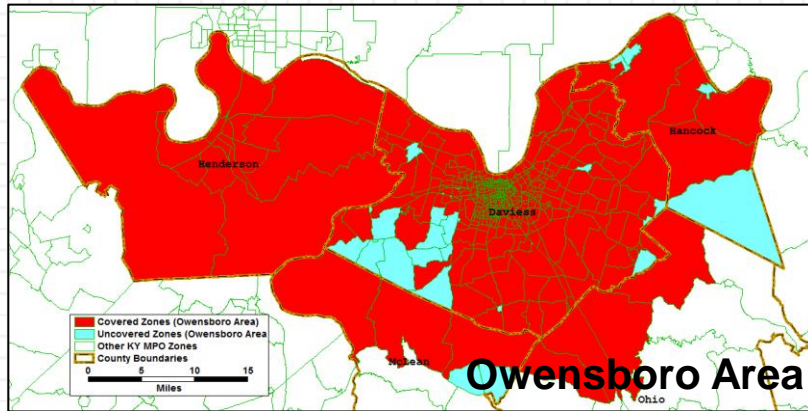 Henderson
Hancock
Daviess
Covered Zones (Owensboro Area)
Uncovered Zones (Owensboro Area
Other KY MPO Zones
County Boundaries
0 5 10 15
Miles
McLean
Owensboro Area
Ohio